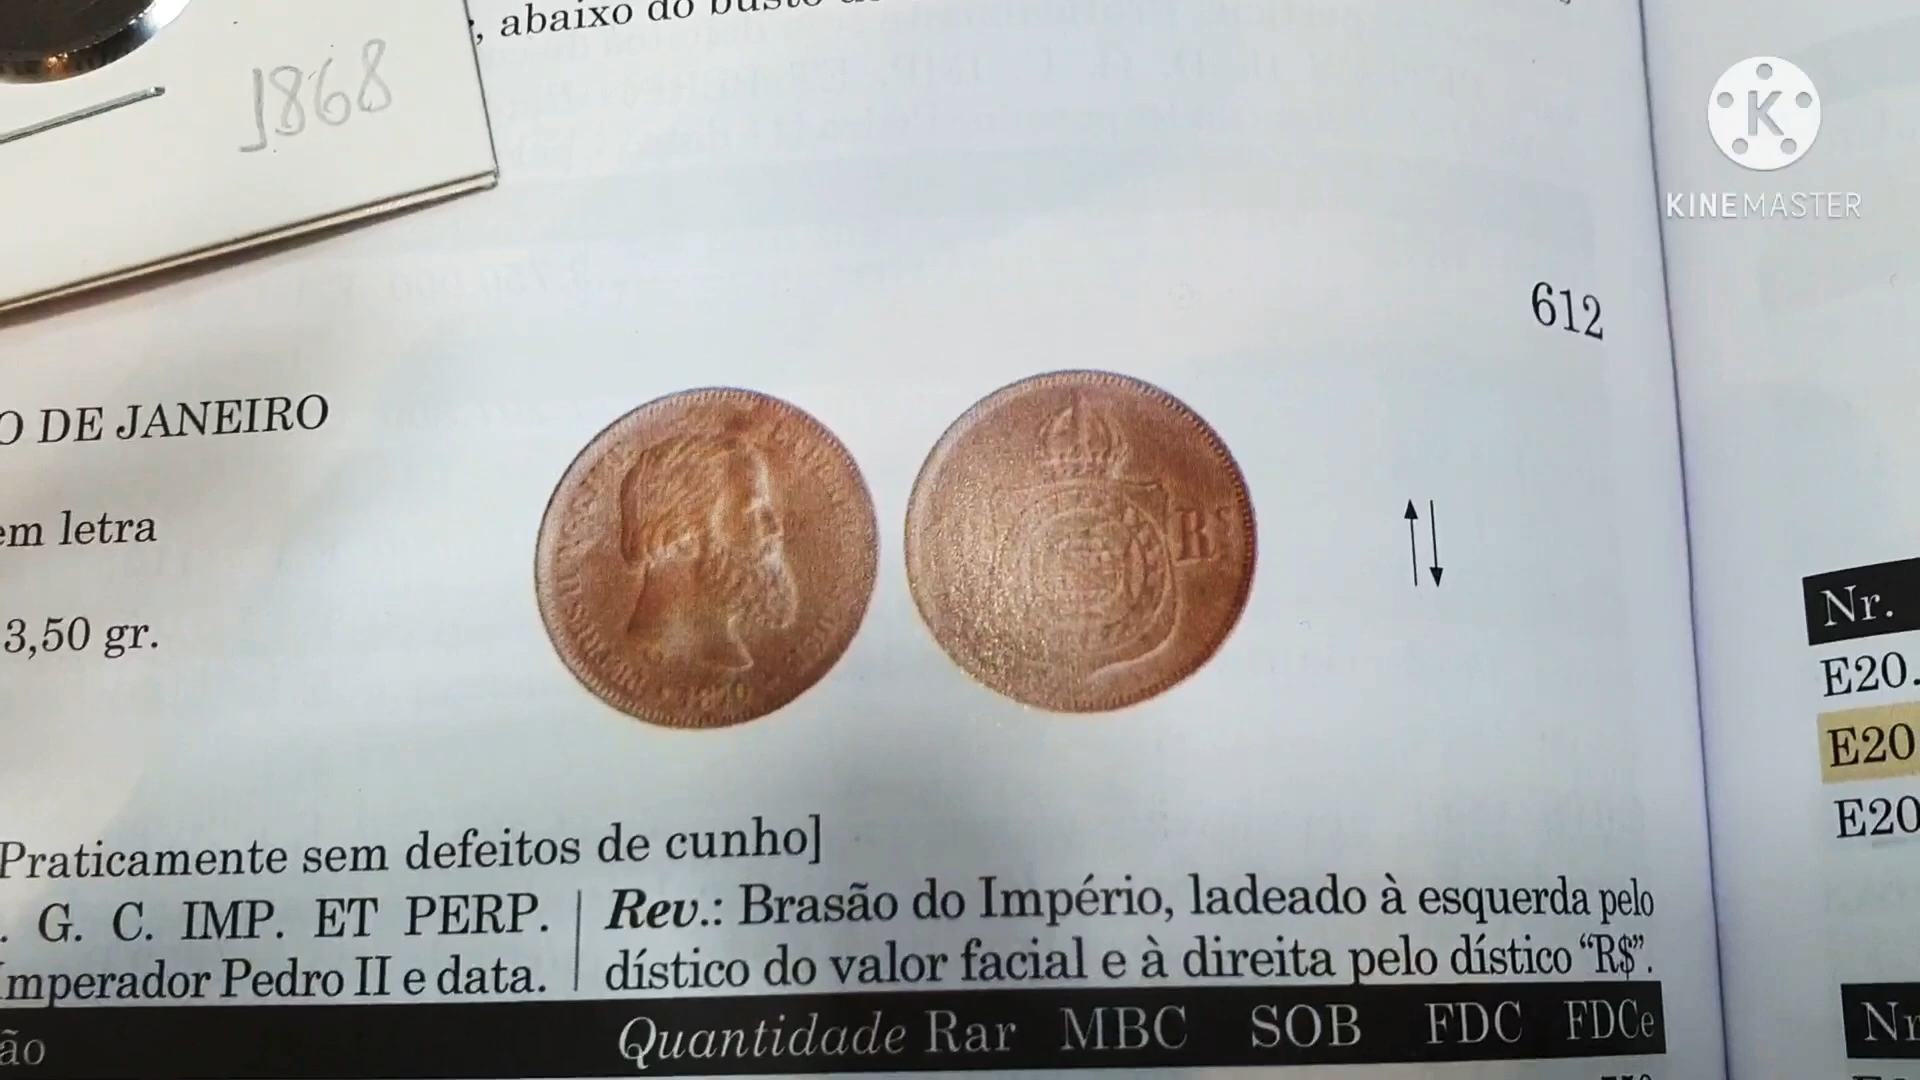 , abaixo do busto
1868
KINEMASTER
612
O DE JANEIRO
em letra
3,50 gr.
Rs
1870
Praticamente sem defeitos de cunho]
. G. C. IMP. ET PERP.
Imperador Pedro II e data.
Rev.: Brasão do Império, ladeado à esquerda pelo
dístico do valor facial e à direita pelo dístico “R$”.
ão Quantidade Rar MBC SOB FDC FDCe
Nr.
E20.
E20
E20
Nr